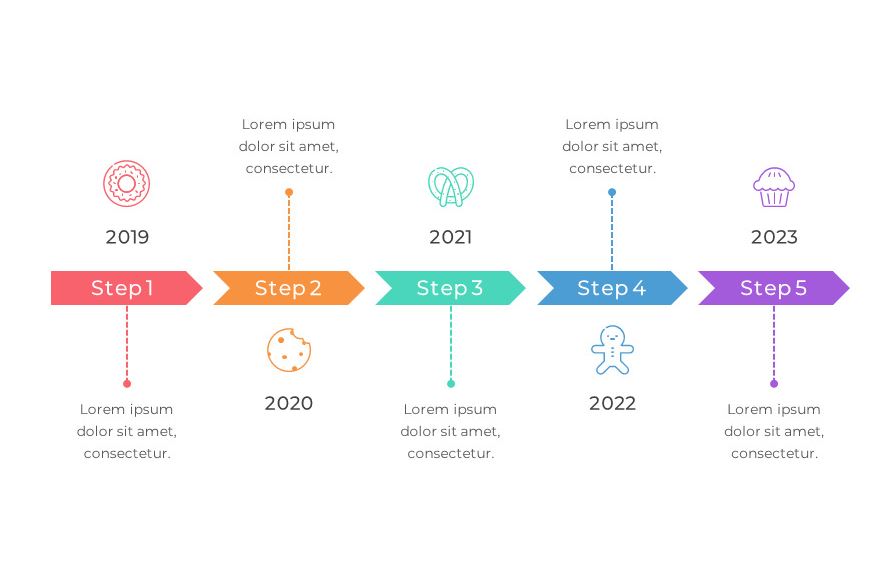 2019
Step 1
Lorem ipsum
dolor sit amet,
consectetur.
Lorem ipsum
dolor sit amet,
consectetur.
Step 2
2020
2021
Step 3
Lorem ipsum
dolor sit amet,
consectetur.
Lorem ipsum
dolor sit amet,
consectetur.
Step 4
2022
2023
Step 5
Lorem ipsum
dolor sit amet,
consectetur.